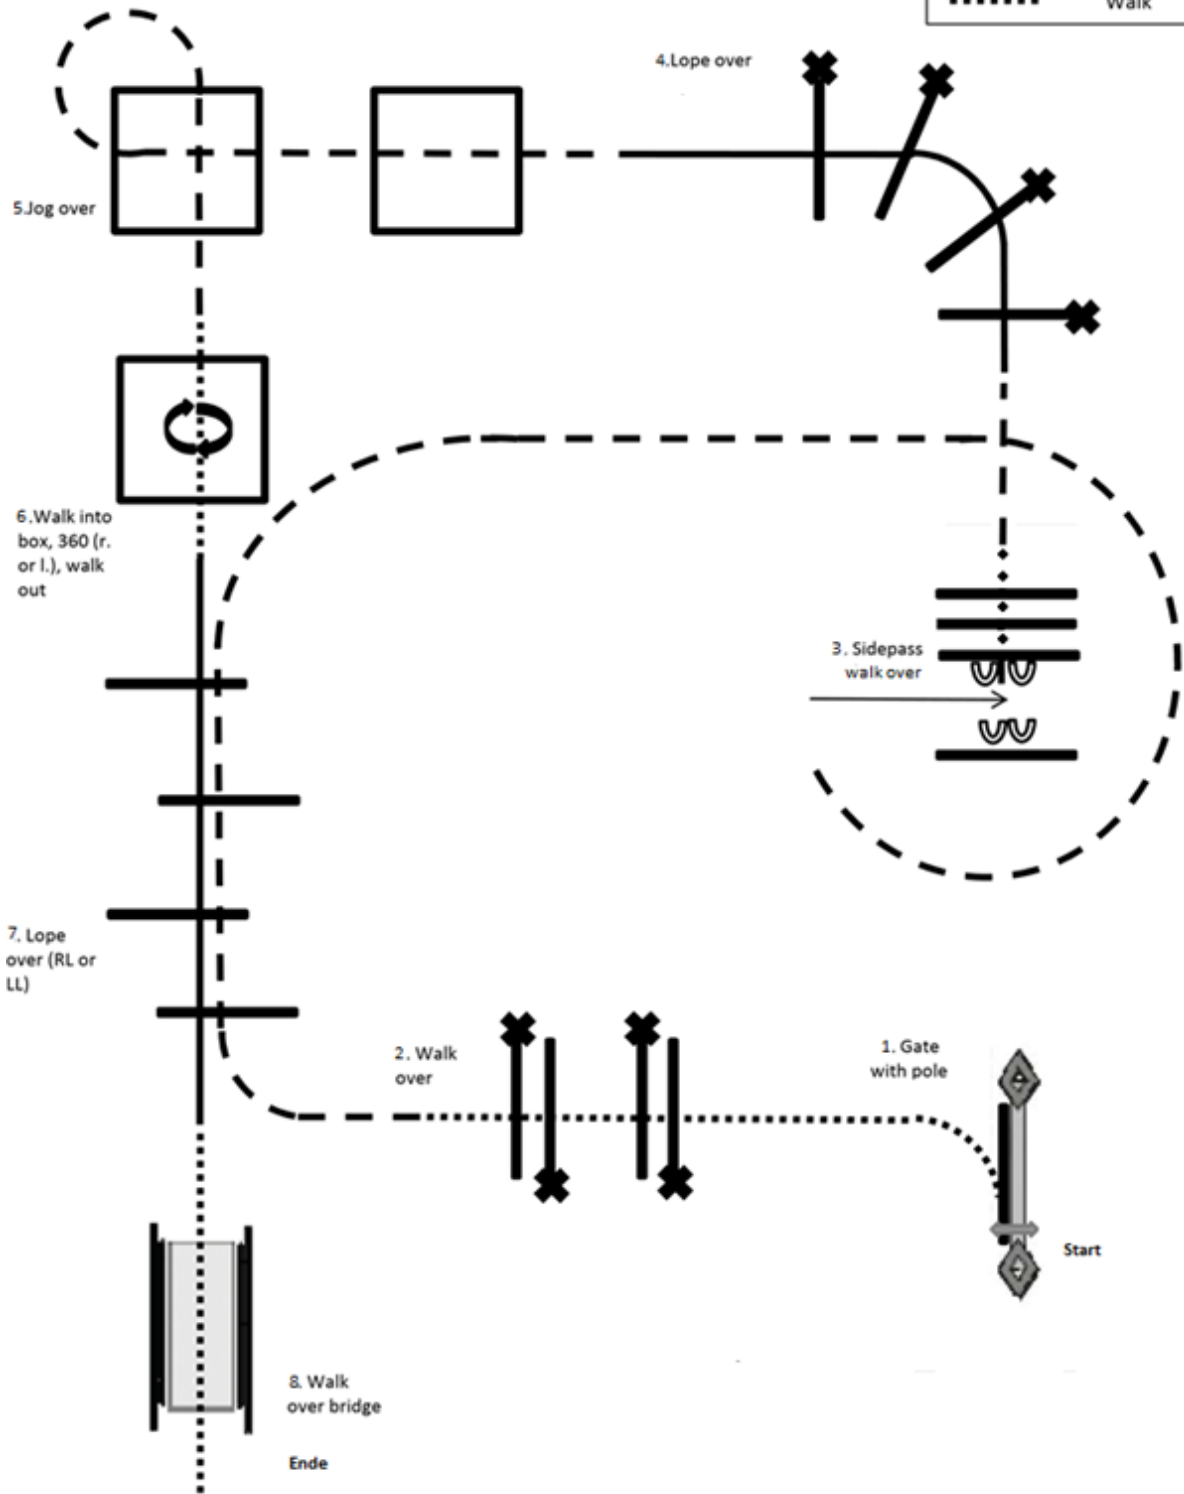 Walk
4.Lope over
5.Jog over
6.Walk into
box, 360 (r.
or l.), walk
out
3. Sidepass
walk over
7. Lope
over (RL or
LL)
2. Walk
over
1. Gate
with pole
Start
8. Walk
over bridge
Ende